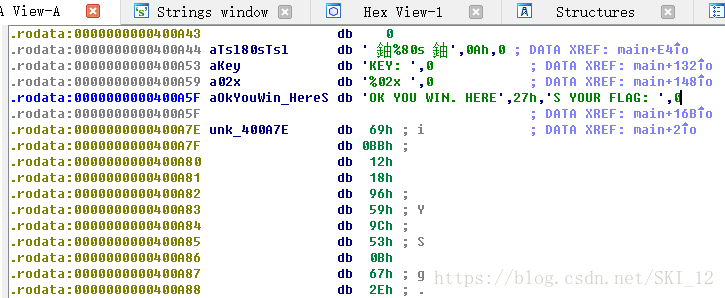 A View-A Strings window Hex View-1 Structures
.rodata:0000000000400A43 db 0
.rodata:0000000000400A44 aTsl80sTsl db ' 鈾%80s 鈾',0Ah,0 ; DATA XREF: main+E4↑o
.rodata:0000000000400A53 aKey db 'KEY: ',0 ; DATA XREF: main+132↑o
.rodata:0000000000400A59 a02x db '%02x ',0 ; DATA XREF: main+148↑o
.rodata:0000000000400A5F aOkYouWin_HereS db 'OK YOU WIN. HERE',27h,'S YOUR FLAG: ',0
.rodata:0000000000400A5F ; DATA XREF: main+16B↑o
.rodata:0000000000400A7E unk_400A7E db 69h ; i ; DATA XREF: main+2↑o
.rodata:0000000000400A7F db 0BBh ;
.rodata:0000000000400A80 db 12h
.rodata:0000000000400A81 db 18h
.rodata:0000000000400A82 db 96h ;
.rodata:0000000000400A83 db 59h ; Y
.rodata:0000000000400A84 db 9Ch ;
.rodata:0000000000400A85 db 53h ; S
.rodata:0000000000400A86 db 0Bh
.rodata:0000000000400A87 db 67h ; g
.rodata:0000000000400A88 db 2Eh ; .
https://blog.csdn.net/SKI_12